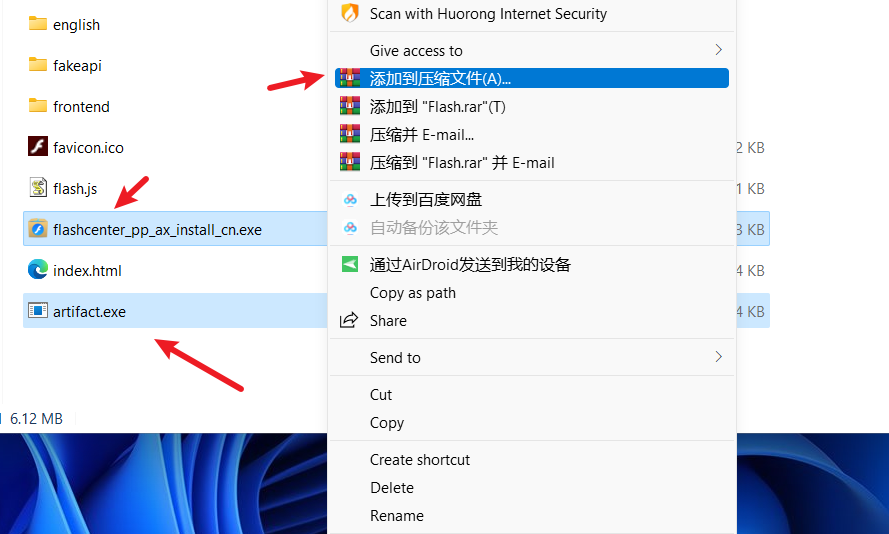 english
fakeapi
frontend
favicon.ico
flash.js
flashcenter_pp_ax_install_cn.exe
index.html
artifact.exe
6.12 MB
Scan with Huorong Internet Security
Give access to
添加到压缩文件(A)...
添加到 "Flash.rar"(T)
压缩并 E-mail...
压缩到 "Flash.rar" 并 E-mail
上传到百度网盘
自动备份该文件夹
通过AirDroid发送到我的设备
Copy as path
Share
Send to
Cut
Copy
Create shortcut
Delete
Rename
2 KB
1 KB
3 KB
4 KB
4 KB